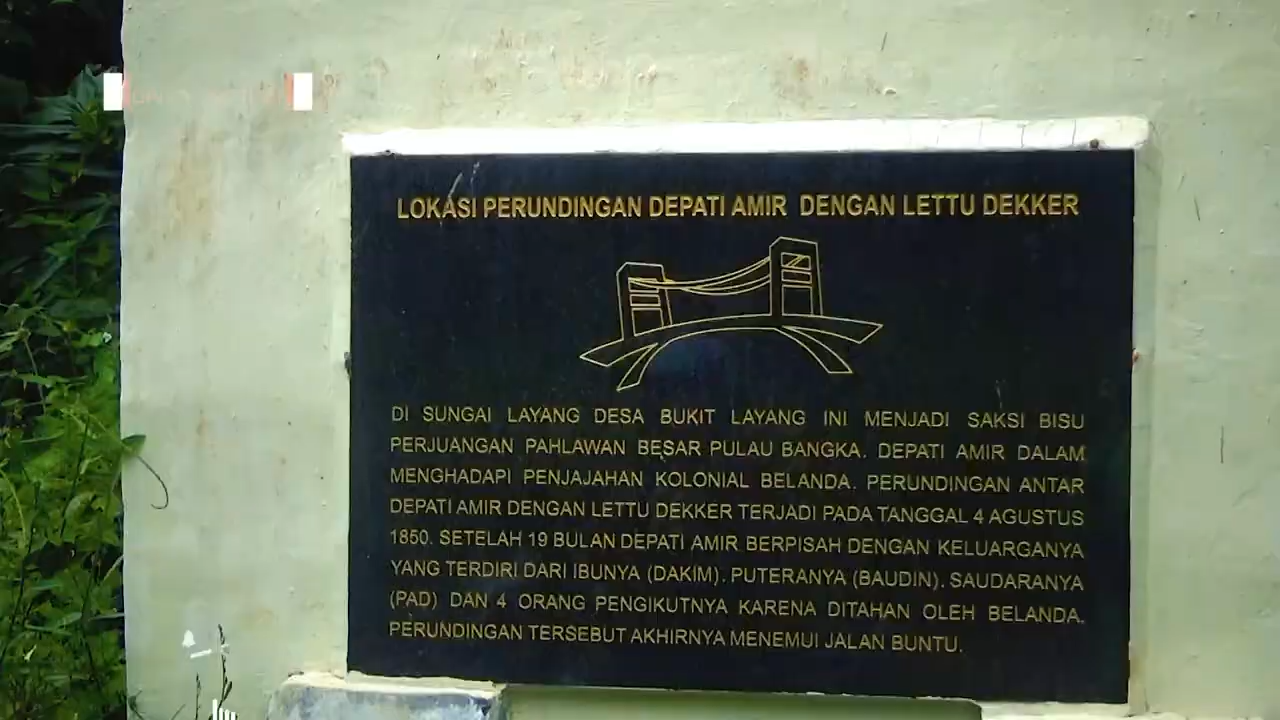 LOKASI PERUNDINGAN DEPATI AMIR DENGAN LETTU DEKKER
DI SUNGAI LAYANG DESA BUKIT LAYANG INI MENJADI SAKSI BISU
PERJUANGAN PAHLAWAN BESAR PULAU BANGKA. DEPATI AMIR DALAM
MENGHADAPI PENJAJAHAN KOLONIAL BELANDA. PERUNDINGAN ANTAR
DEPATI AMIR DENGAN LETTU DEKKER TERJADI PADA TANGGAL 4 AGUSTUS
1850. SETELAH 19 BULAN DEPATI AMIR BERPISAH DENGAN KELUARGANYA
YANG TERDIRI DARI IBUNYA (DAKIM). PUTERANYA (BAUDIN). SAUDARANYA
(PAD) DAN 4 ORANG PENGIKUTNYA KARENA DITAHAN OLEH BELANDA.
PERUNDINGAN TERSEBUT AKHIRNYA MENEMUI JALAN BUNTU.